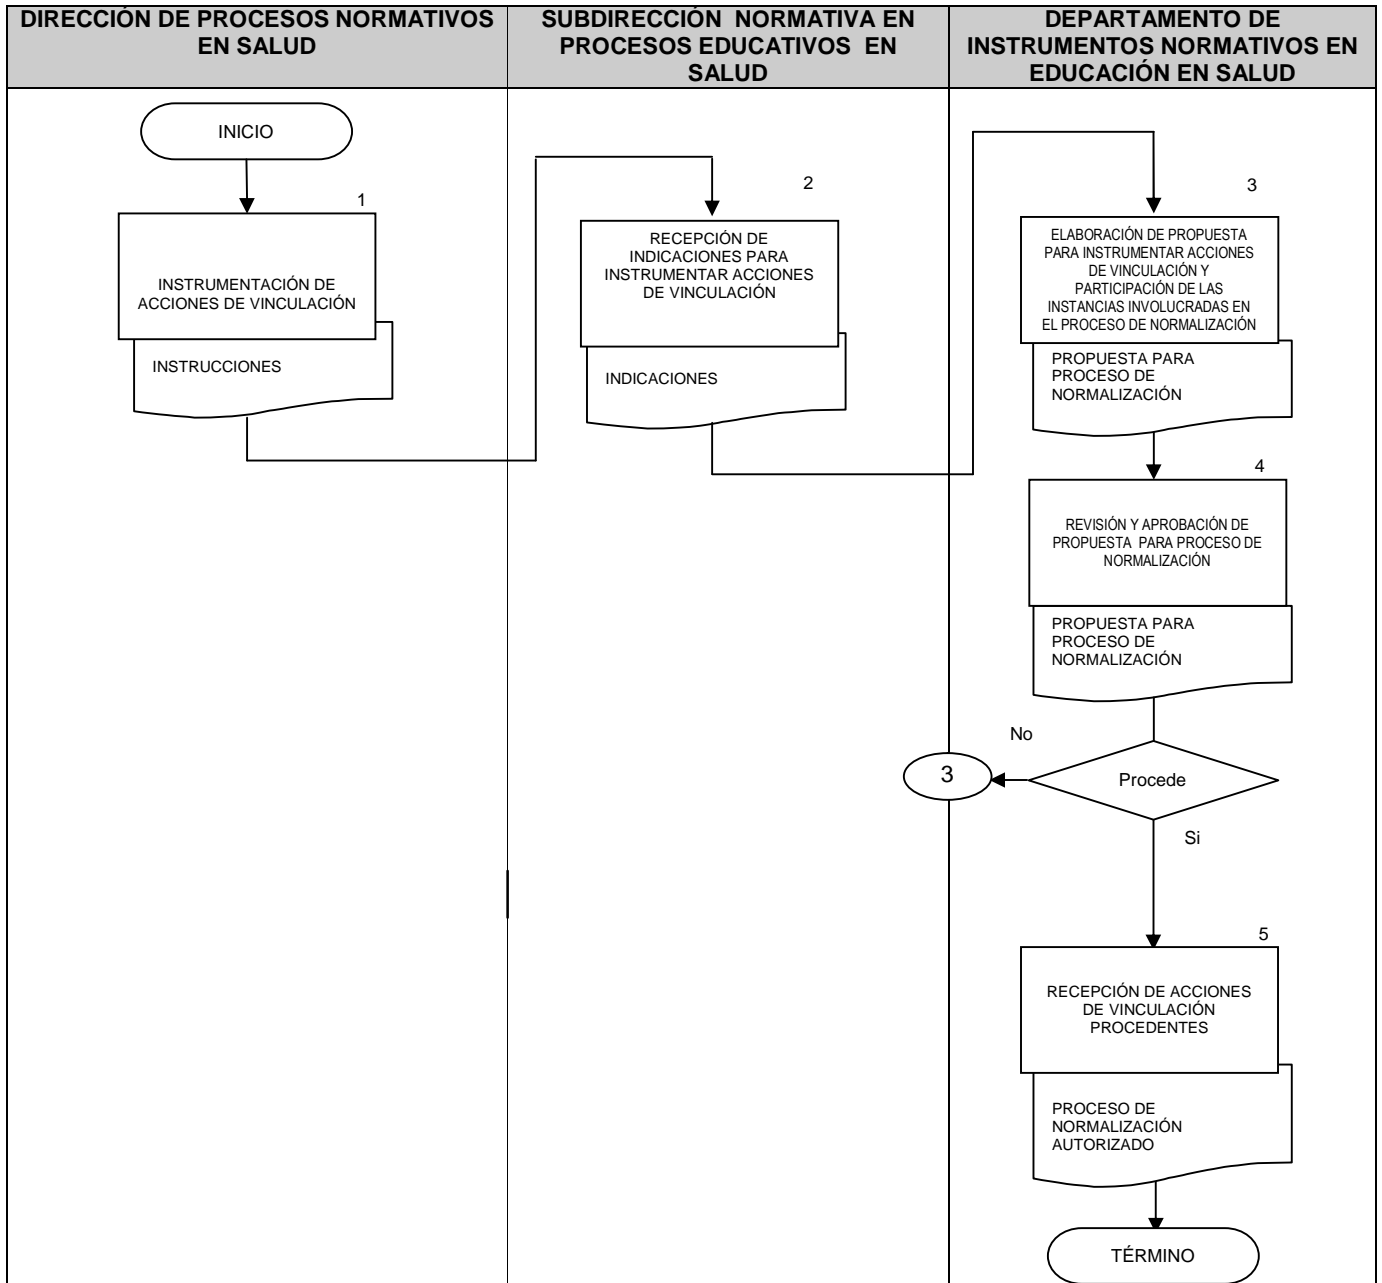 DIRECCIÓN DE PROCESOS NORMATIVOS
EN SALUD
SUBDIRECCIÓN NORMATIVA EN
PROCESOS EDUCATIVOS EN
SALUD
DEPARTAMENTO DE
INSTRUMENTOS NORMATIVOS EN
EDUCACIÓN EN SALUD
INICIO
1
INSTRUMENTACIÓN DE
ACCIONES DE VINCULACIÓN
INSTRUCCIONES
2
RECEPCIÓN DE
INDICACIONES PARA
INSTRUMENTAR ACCIONES
DE VINCULACIÓN
INDICACIONES
3
ELABORACIÓN DE PROPUESTA
PARA INSTRUMENTAR ACCIONES
DE VINCULACIÓN Y
PARTICIPACIÓN DE LAS
INSTANCIAS INVOLUCRADAS EN
EL PROCESO DE NORMALIZACIÓN
PROPUESTA PARA
PROCESO DE
NORMALIZACIÓN
4
REVISIÓN Y APROBACIÓN DE
PROPUESTA PARA PROCESO DE
NORMALIZACIÓN
PROPUESTA PARA
PROCESO DE
NORMALIZACIÓN
No
3
Procede
Si
5
RECEPCIÓN DE ACCIONES
DE VINCULACIÓN
PROCEDENTES
PROCESO DE
NORMALIZACIÓN
AUTORIZADO
TÉRMINO